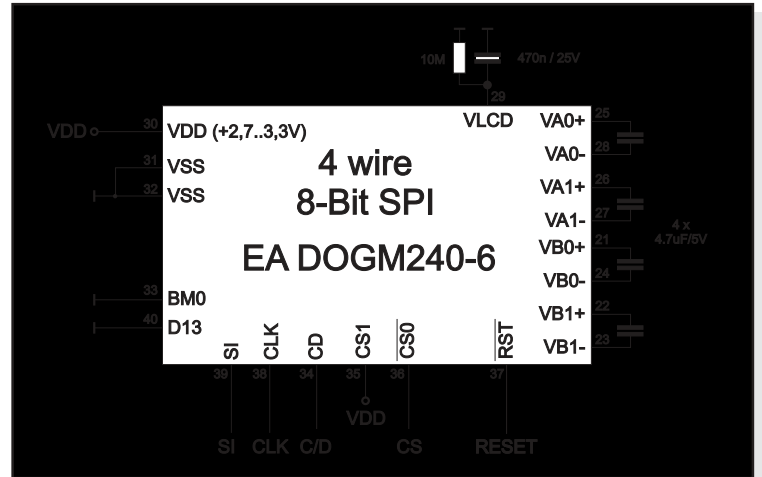 10M
470n / 25V
29
VDD
30
VDD (+2,7..3,3V)
VLCD
VA0+
25
31
VSS
4 wire
VA0-
28
32
VSS
8-Bit SPI
VA1+
26
VA1-
27
4 x
4.7uF/5V
EA DOGM240-6
VB0+
21
VB0-
24
33
BM0
VB1+
22
40
D13
VB1-
23
SI
CLK
CD
CS1
CS0
RST
39
38
34
35
36
37
VDD
SI
CLK
C/D
CS
RESET